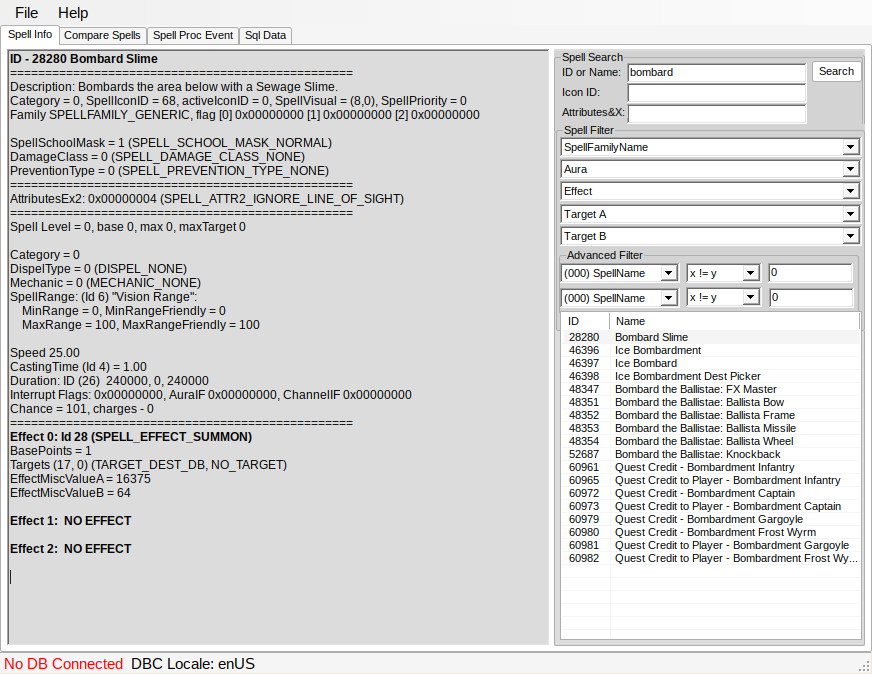 File Help
Spell Info Compare Spells Spell Proc Event Sql Data
ID - 28280 Bombard Slime
=================================================
Description: Bombards the area below with a Sewage Slime.
Category = 0, SpellIconID = 68, activeIconID = 0, SpellVisual = (8,0), SpellPriority = 0
Family SPELLFAMILY_GENERIC, flag [0] 0x00000000 [1] 0x00000000 [2] 0x00000000
SpellSchoolMask = 1 (SPELL_SCHOOL_MASK_NORMAL)
DamageClass = 0 (SPELL_DAMAGE_CLASS_NONE)
PreventionType = 0 (SPELL_PREVENTION_TYPE_NONE)
=================================================
AttributesEx2: 0x00000004 (SPELL_ATTR2_IGNORE_LINE_OF_SIGHT)
=================================================
Spell Level = 0, base 0, max 0, maxTarget 0
Category = 0
DispelType = 0 (DISPEL_NONE)
Mechanic = 0 (MECHANIC_NONE)
SpellRange: (Id 6) "Vision Range":
MinRange = 0, MinRangeFriendly = 0
MaxRange = 100, MaxRangeFriendly = 100
Speed 25.00
CastingTime (Id 4) = 1.00
Duration: ID (26) 240000, 0, 240000
Interrupt Flags: 0x00000000, AuraIF 0x00000000, ChannelIF 0x00000000
Chance = 101, charges - 0
=================================================
Effect 0: Id 28 (SPELL_EFFECT_SUMMON)
BasePoints = 1
Targets (17, 0) (TARGET_DEST_DB, NO_TARGET)
EffectMiscValueA = 16375
EffectMiscValueB = 64
Effect 1: NO EFFECT
Effect 2: NO EFFECT
Spell Search
ID or Name: bombard Search
Icon ID:
Attributes&X:
Spell Filter
SpellFamilyName
Aura
Effect
Target A
Target B
Advanced Filter
(000) SpellName x != y 0
(000) SpellName x != y 0
ID Name
28280 Bombard Slime
46396 Ice Bombardment
46397 Ice Bombard
46398 Ice Bombardment Dest Picker
48347 Bombard the Ballistae: FX Master
48351 Bombard the Ballistae: Ballista Bow
48352 Bombard the Ballistae: Ballista Frame
48353 Bombard the Ballistae: Ballista Missile
48354 Bombard the Ballistae: Ballista Wheel
52687 Bombard the Ballistae: Knockback
60961 Quest Credit - Bombardment Infantry
60965 Quest Credit to Player - Bombardment Infantry
60972 Quest Credit - Bombardment Captain
60973 Quest Credit to Player - Bombardment Captain
60979 Quest Credit - Bombardment Gargoyle
60980 Quest Credit - Bombardment Frost Wyrm
60981 Quest Credit to Player - Bombardment Gargoyle
60982 Quest Credit to Player - Bombardment Frost Wy...
No DB Connected DBC Locale: enUS